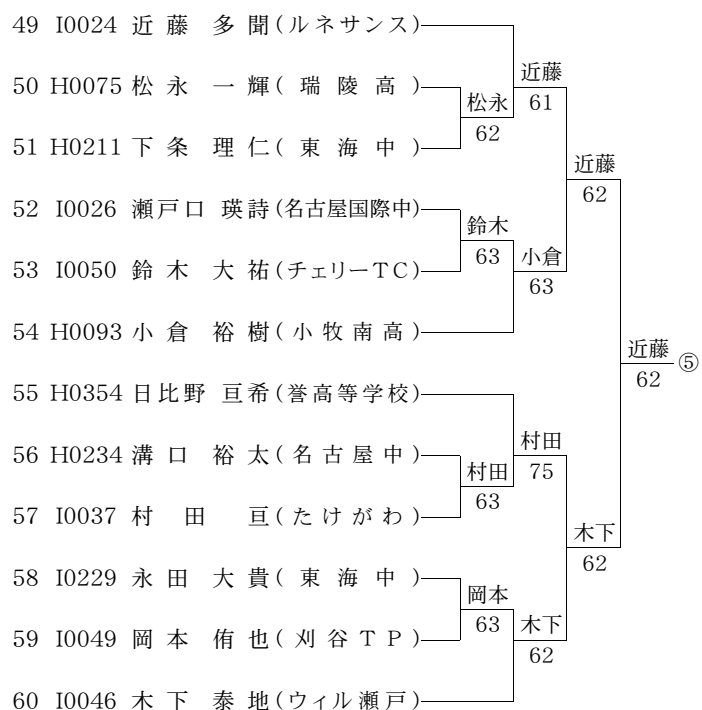 49 I0024 近藤 多聞(ルネサンス)
近藤
50 H0075 松永 一輝(瑞陵高)
松永 61
62
51 H0211 下条 理仁(東海中)
近藤
62
52 I0026 瀬戸口 瑛詩(名古屋国際中)
鈴木
63 小倉
53 I0050 鈴木 大祐(チェリーTC)
63
54 H0093 小倉 裕樹(小牧南高)
近藤
62 ⑤
55 H0354 日比野 亘希(誉高等学校)
村田
56 H0234 溝口 裕太(名古屋中)
村田 75
63
57 I0037 村田 亘(たけがわ)
木下
62
58 I0229 永田 大貴(東海中)
岡本
63 木下
59 I0049 岡本 侑也(刈谷TP)
62
60 I0046 木下 泰地(ウィル瀬戸)